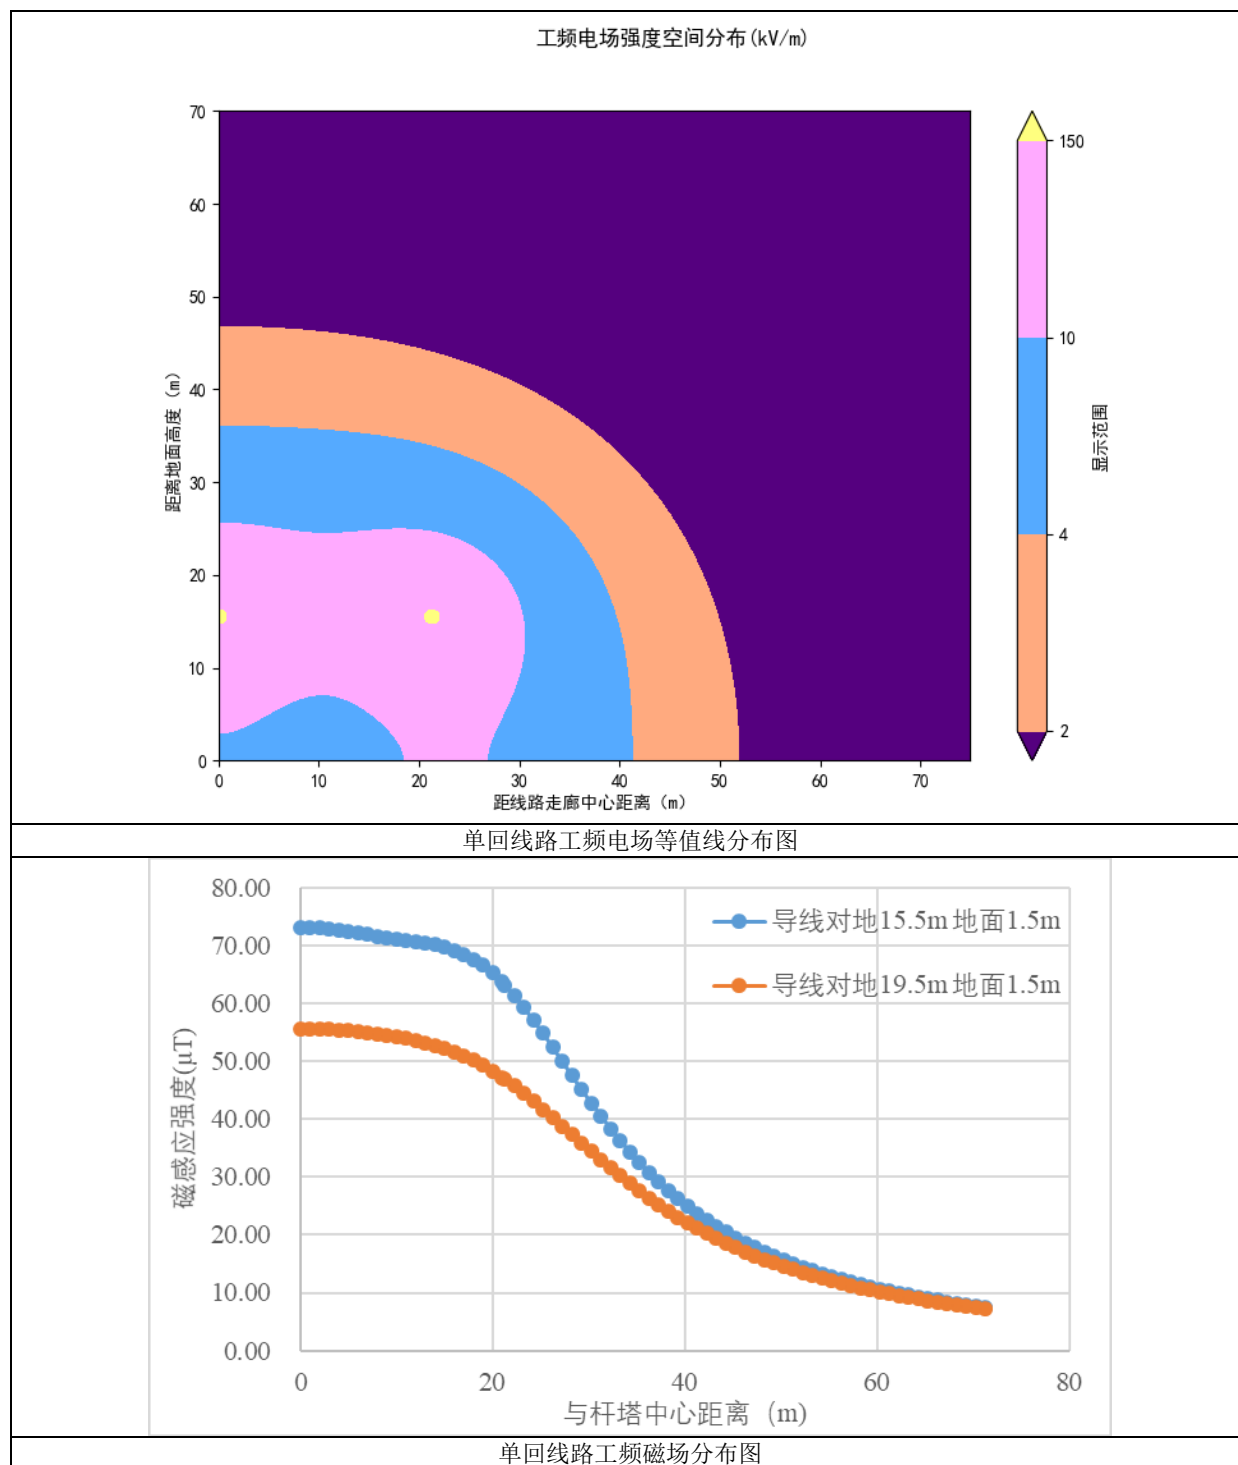 工频电场强度空间分布(kV/m)
70
60
50
40
30
20
10
0
距离地面高度（m）
0 10 20 30 40 50 60 70
距线路走廊中心距离（m）
150
10
4
2
显示范围
单回线路工频电场等值线分布图
80.00
70.00
60.00
50.00
40.00
30.00
20.00
10.00
0.00
磁感应强度(μT)
导线对地15.5m 地面1.5m
导线对地19.5m 地面1.5m
0 20 40 60 80
与杆塔中心距离（m)
单回线路工频磁场分布图